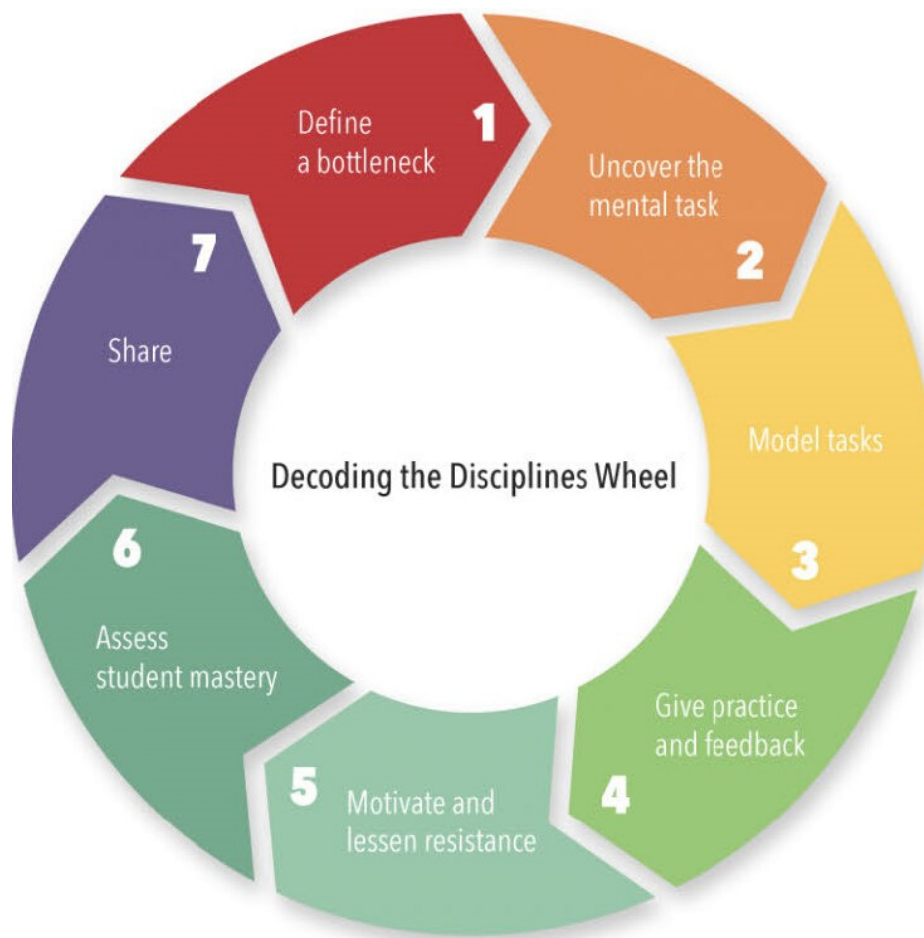 Define
a bottleneck
1
Uncover the
mental task
2
Model tasks
3
Give practice
and feedback
4
Motivate and
lessen resistance
5
Assess
student mastery
6
Share
7
Decoding the Disciplines Wheel